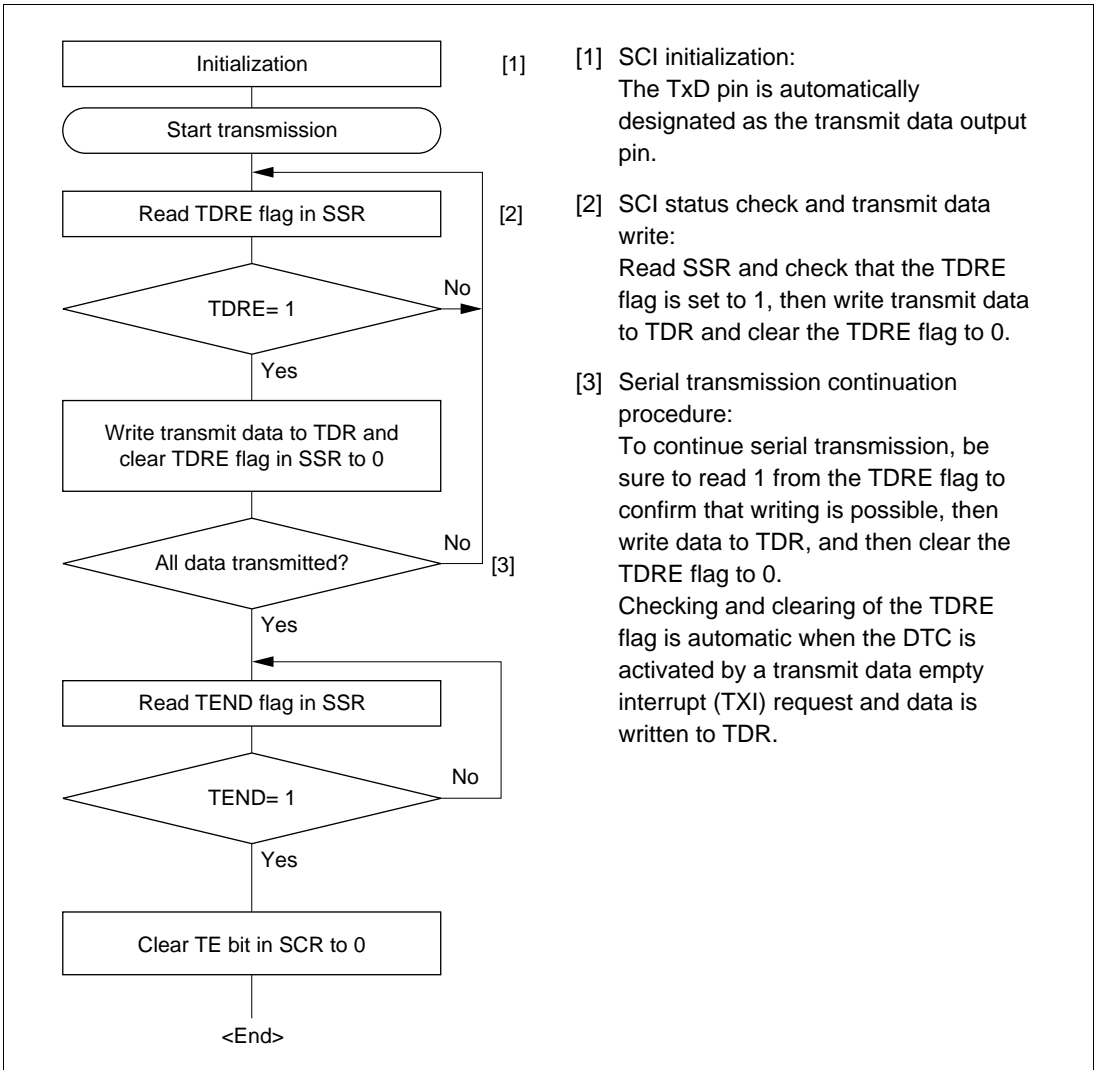 Initialization
[1]
Start transmission
Read TDRE flag in SSR
[2]
TDRE= 1
No
Yes
Write transmit data to TDR and
clear TDRE flag in SSR to 0
All data transmitted?
No
[3]
Yes
Read TEND flag in SSR
TEND= 1
No
Yes
Clear TE bit in SCR to 0
<End>
[1] SCI initialization:
The TxD pin is automatically
designated as the transmit data output
pin.
[2] SCI status check and transmit data
write:
Read SSR and check that the TDRE
flag is set to 1, then write transmit data
to TDR and clear the TDRE flag to 0.
[3] Serial transmission continuation
procedure:
To continue serial transmission, be
sure to read 1 from the TDRE flag to
confirm that writing is possible, then
write data to TDR, and then clear the
TDRE flag to 0.
Checking and clearing of the TDRE
flag is automatic when the DTC is
activated by a transmit data empty
interrupt (TXI) request and data is
written to TDR.